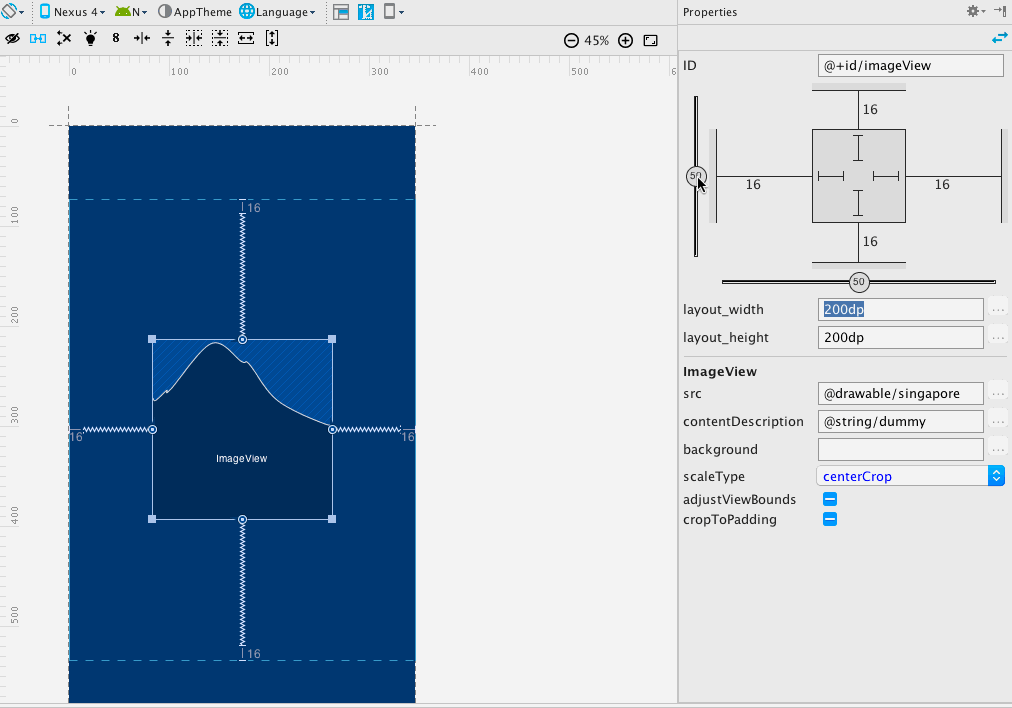 Nexus 4 N AppTheme Language
8 45%
0 100 200 300 400 500 6
0
100
200
300
400
500
16
16
16
16
ImageView
Properties
ID @+id/imageView
16
50
16
16
16
50
layout_width 200dp ...
layout_height 200dp ...
ImageView
src @drawable/singapore ...
contentDescription @string/dummy ...
background ...
scaleType centerCrop
adjustViewBounds
cropToPadding